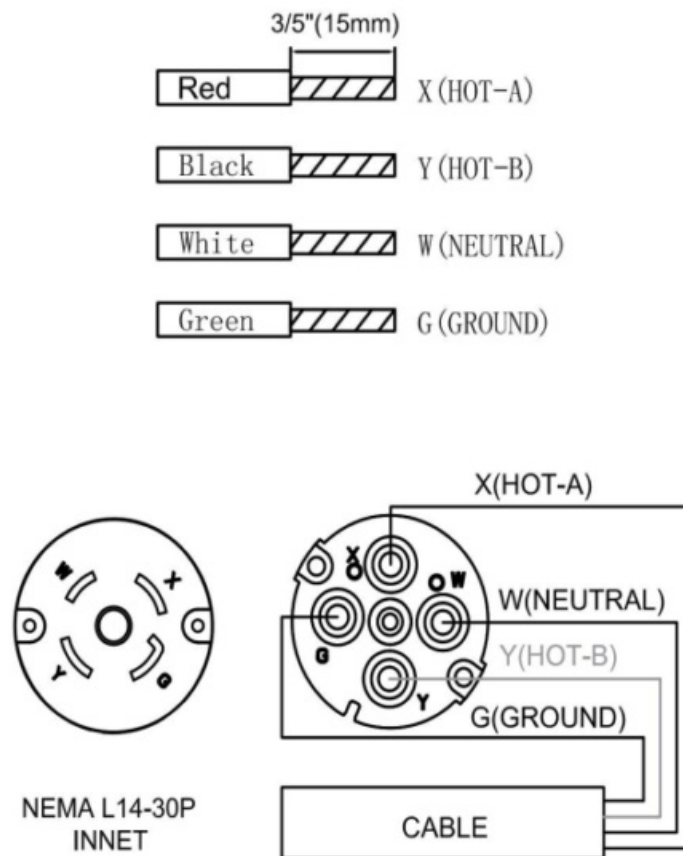 3/5"(15mm)
Red X(HOT-A)
Black Y(HOT-B)
White W(NEUTRAL)
Green G(GROUND)
X(HOT-A)
W X
Y G
X W
G Y
W(NEUTRAL)
Y(HOT-B)
G(GROUND)
NEMA L14-30P
INNET
CABLE